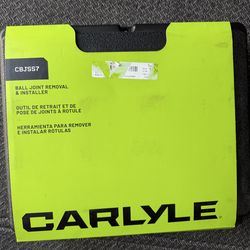 CBJS57
BALL JOINT REMOVAL
& INSTALLER
OUTIL DE RETRAIT ET DE
POSE DE JOINTS À ROTULE
HERRAMIENTA PARA REMOVER
E INSTALAR ROTULAS
CARLYLE